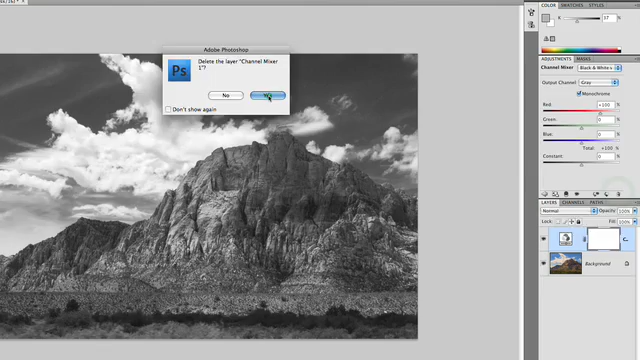 Adobe Photoshop
Ps
Delete the layer "Channel Mixer
1"?
No
Don't show again
COLOR
SWATCHES
STYLES
K
37
%
ADJUSTMENTS
MASKS
Channel Mixer
Output Channel:
Gray
Monochrome
Red:
+100
%
Green:
0
%
Blue:
0
%
Total:
+100
%
Constant:
0
%
LAYERS
CHANNELS
PATHS
Normal
Opacity:
100%
Lock:
Fill:
100%
C...
Background